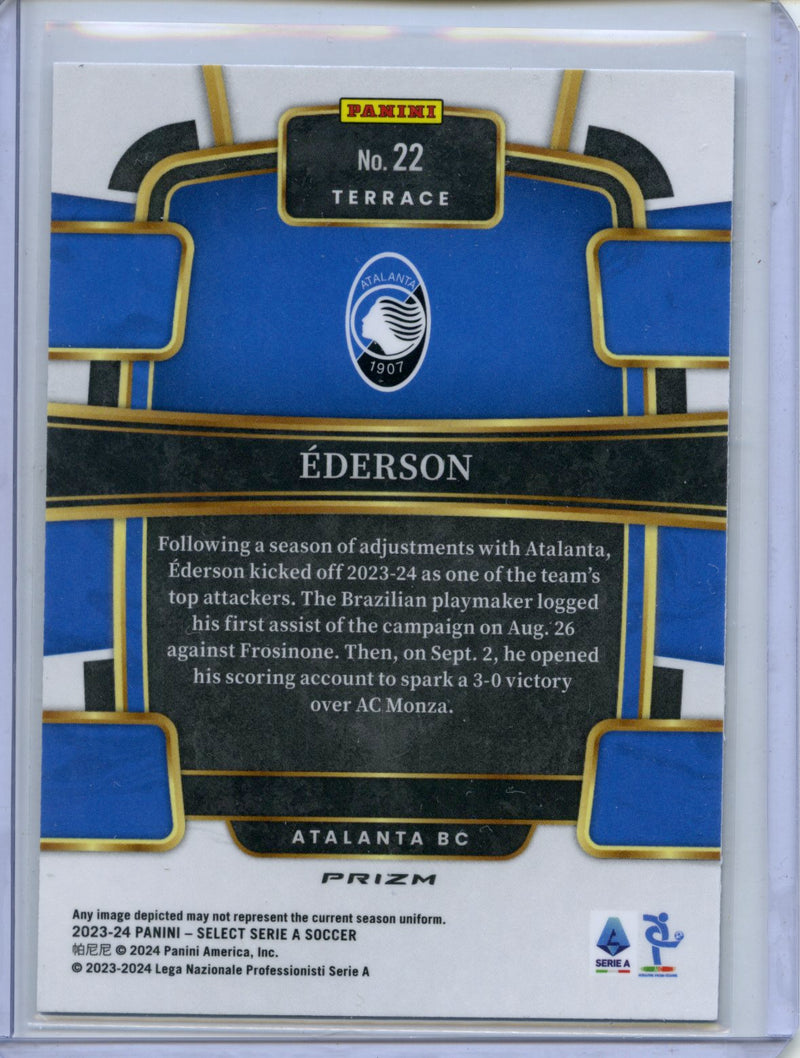 PANINI
No. 22
TERRACE
ATALANTA
1907
ÉDERSON
Following a season of adjustments with Atalanta,
Éderson kicked off 2023-24 as one of the team's
top attackers. The Brazilian playmaker logged
his first assist of the campaign on Aug. 26
against Frosinone. Then, on Sept. 2, he opened
his scoring account to spark a 3-0 victory
over AC Monza.
ATALANTA BC
PRIZM
Any image depicted may not represent the current season uniform.
2023-24 PANINI – SELECT SERIE A SOCCER
帕尼尼 © 2024 Panini America, Inc.
© 2023-2024 Lega Nazionale Professionisti Serie A
SERIE A